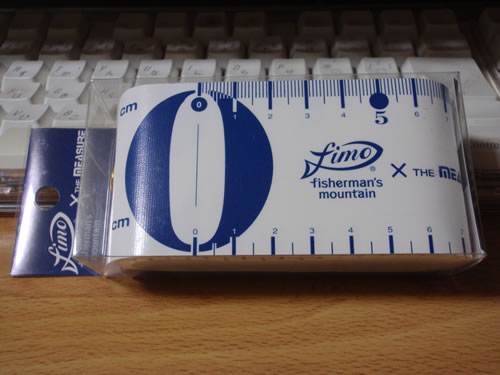 cm 0 1 2 3 4 5 6 7
0
fimo
®
fisherman's
mountain
× THE MEA
cm 0 1 2 3 4 5 6 7
fimo × THE MEASURE